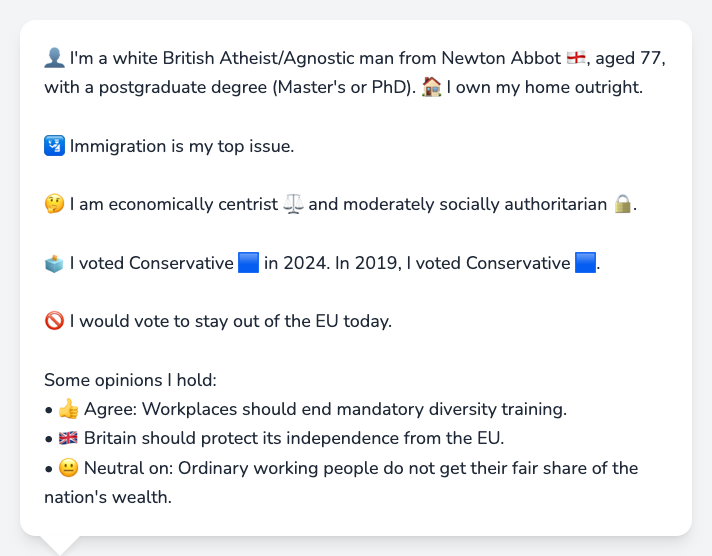 👤 I'm a white British Atheist/Agnostic man from Newton Abbot 🏴󠁧󠁢󠁥󠁮󠁧󠁿, aged 77,
with a postgraduate degree (Master's or PhD). 🏠 I own my home outright.
🛂 Immigration is my top issue.
🤔 I am economically centrist ⚖️ and moderately socially authoritarian 🔒.
🗳️ I voted Conservative 🟦 in 2024. In 2019, I voted Conservative 🟦.
🚫 I would vote to stay out of the EU today.
Some opinions I hold:
• 👍 Agree: Workplaces should end mandatory diversity training.
• 🇬🇧 Britain should protect its independence from the EU.
• 😐 Neutral on: Ordinary working people do not get their fair share of the
nation's wealth.